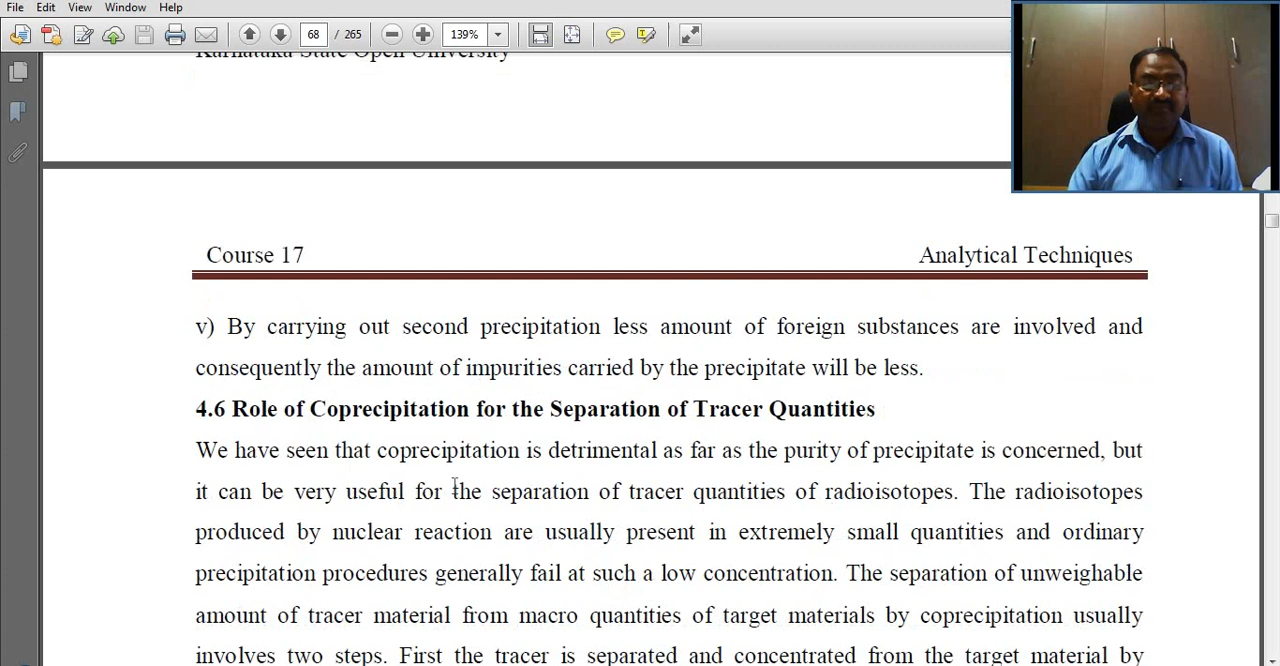 File Edit View Window Help
68 / 265 139%
Karnataka State Open University
Course 17 Analytical Techniques
v) By carrying out second precipitation less amount of foreign substances are involved and
consequently the amount of impurities carried by the precipitate will be less.
4.6 Role of Coprecipitation for the Separation of Tracer Quantities
We have seen that coprecipitation is detrimental as far as the purity of precipitate is concerned, but
it can be very useful for the separation of tracer quantities of radioisotopes. The radioisotopes
produced by nuclear reaction are usually present in extremely small quantities and ordinary
precipitation procedures generally fail at such a low concentration. The separation of unweighable
amount of tracer material from macro quantities of target materials by coprecipitation usually
involves two steps. First the tracer is separated and concentrated from the target material by